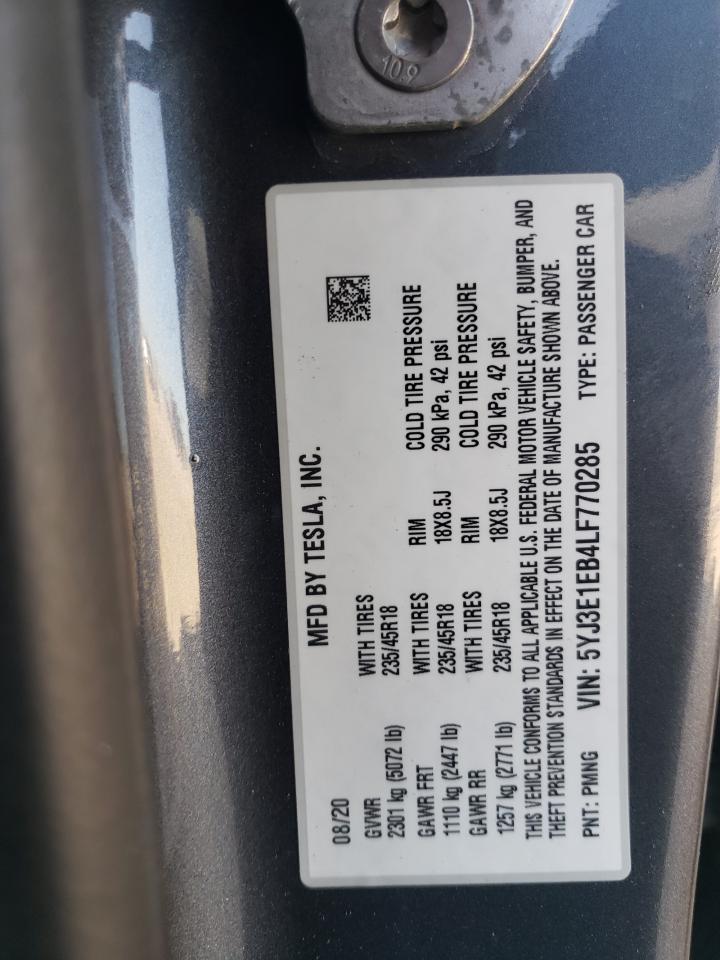 10.9
MFD BY TESLA, INC.
08/20
GVWR WITH TIRES
2301 kg (5072 lb) 235/45R18
GAWR FRT WITH TIRES RIM COLD TIRE PRESSURE
1110 kg (2447 lb) 235/45R18 18X8.5J 290 kPa, 42 psi
GAWR RR WITH TIRES RIM COLD TIRE PRESSURE
1257 kg (2771 lb) 235/45R18 18X8.5J 290 kPa, 42 psi
THIS VEHICLE CONFORMS TO ALL APPLICABLE U.S. FEDERAL MOTOR VEHICLE SAFETY, BUMPER, AND
THEFT PREVENTION STANDARDS IN EFFECT ON THE DATE OF MANUFACTURE SHOWN ABOVE.
PNT: PMNG VIN: 5YJ3E1EB4LF770285 TYPE: PASSENGER CAR